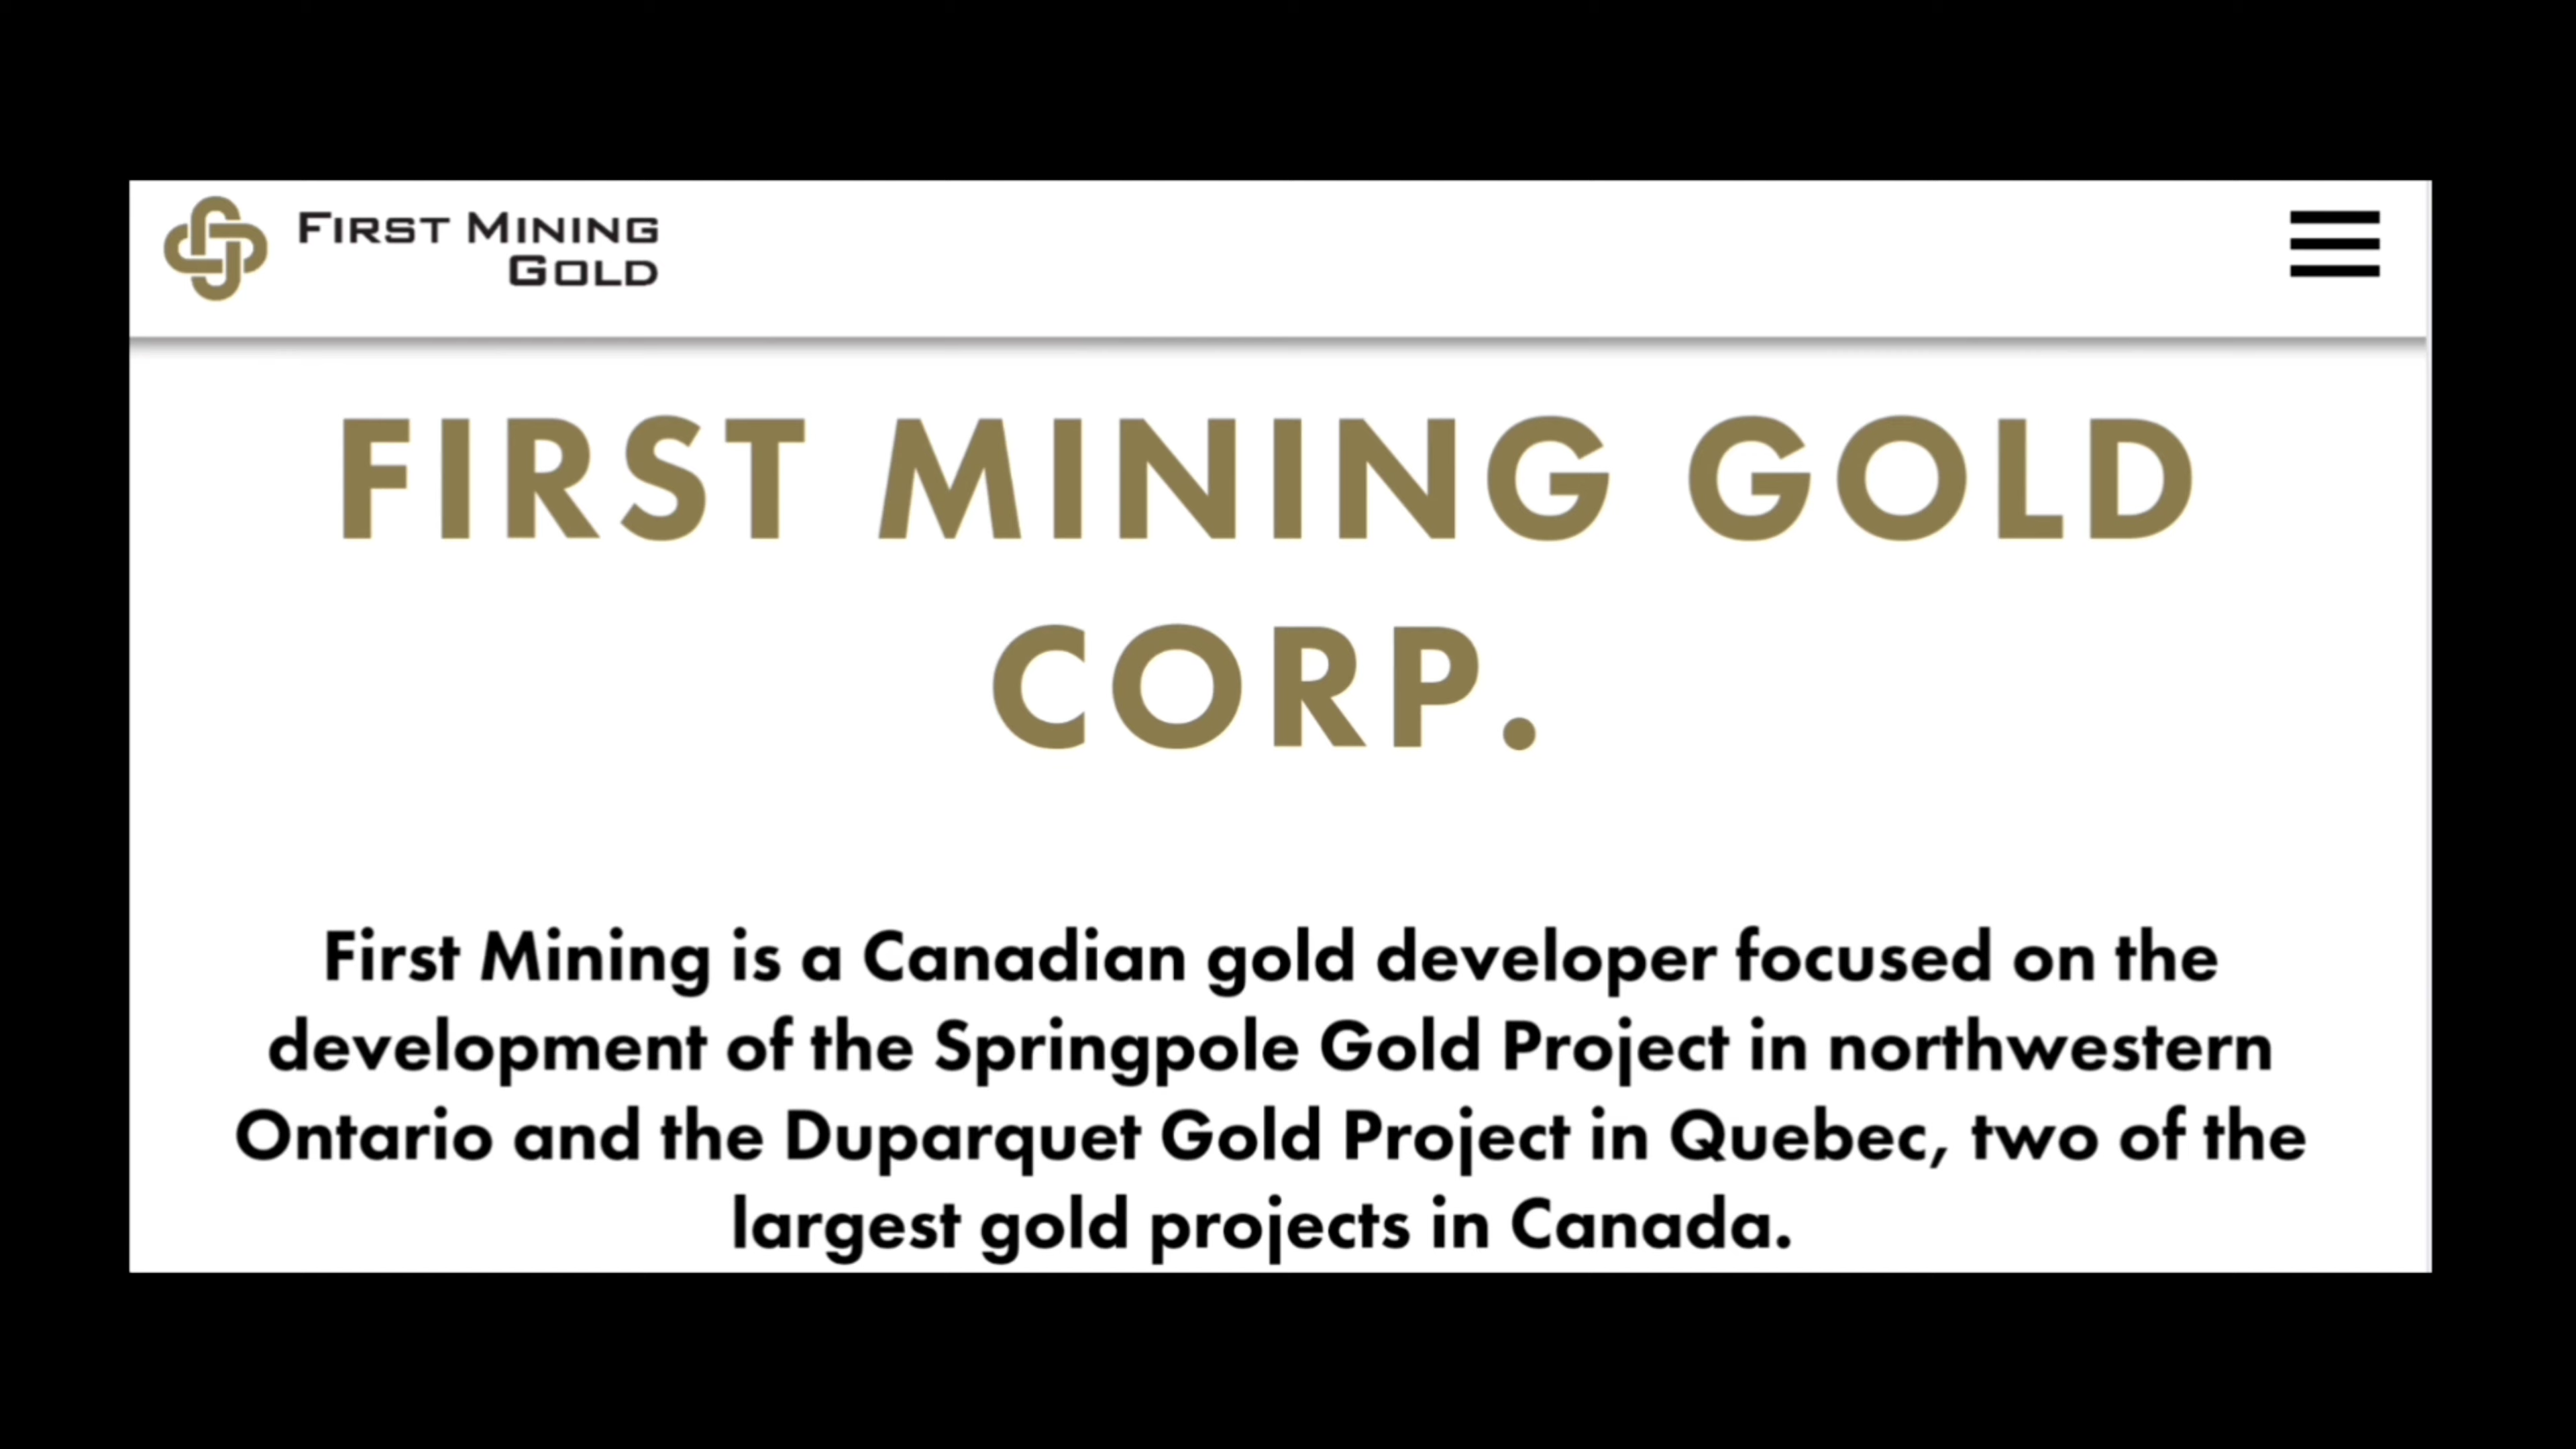 FIRST MINING
GOLD
FIRST MINING GOLD
CORP.
First Mining is a Canadian gold developer focused on the
development of the Springpole Gold Project in northwestern
Ontario and the Duparquet Gold Project in Quebec, two of the
largest gold projects in Canada.